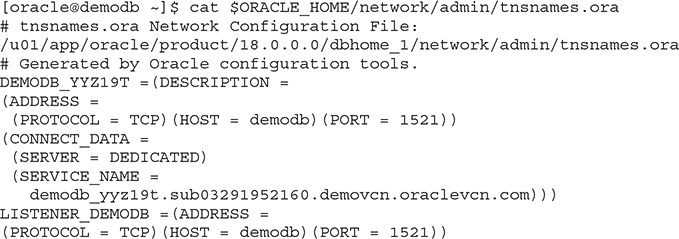 [oracle@demodb ~]$ cat $ORACLE_HOME/network/admin/tnsnames.ora
# tnsnames.ora Network Configuration File:
/u01/app/oracle/product/18.0.0.0/dbhome_1/network/admin/tnsnames.ora
# Generated by Oracle configuration tools.
DEMODB_YYZ19T =(DESCRIPTION =
(ADDRESS =
(PROTOCOL = TCP)(HOST = demodb)(PORT = 1521))
(CONNECT_DATA =
(SERVER = DEDICATED)
(SERVICE_NAME =
demodb_yyz19t.sub03291952160.demovcn.oraclevcn.com)))
LISTENER_DEMODB =(ADDRESS =
(PROTOCOL = TCP)(HOST = demodb)(PORT = 1521))